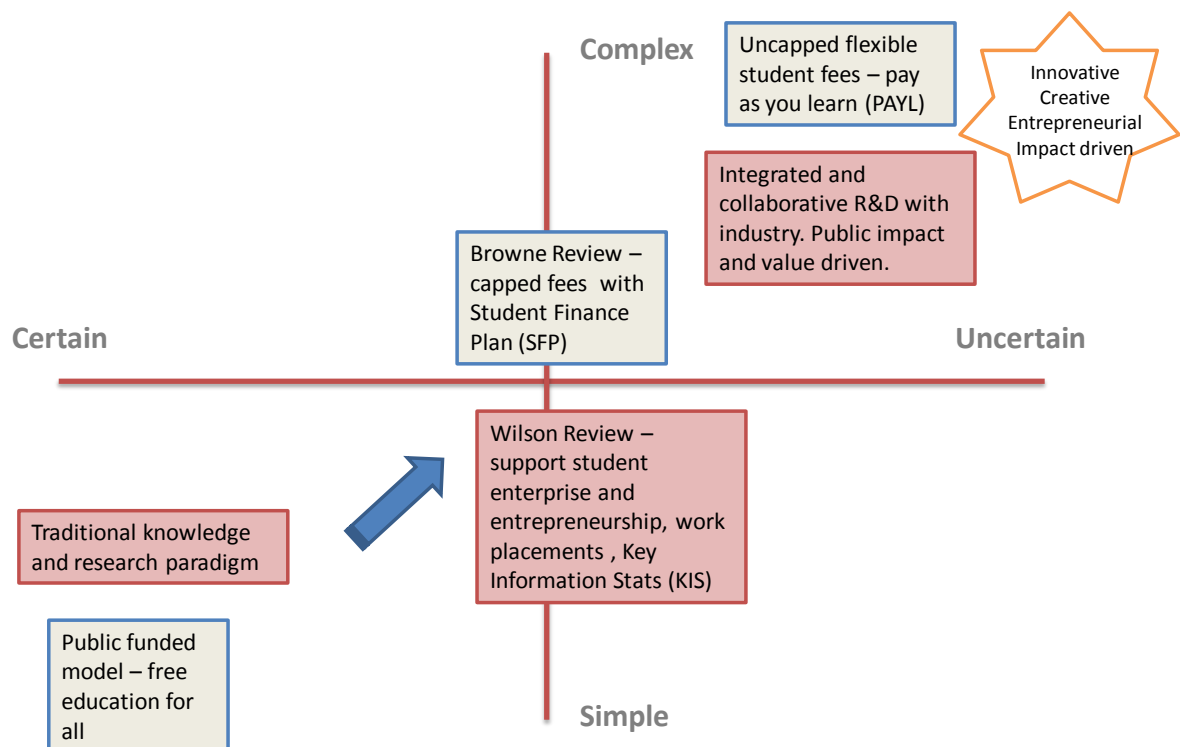 Complex
Uncapped flexible
student fees – pay
as you learn (PAYL)
Innovative
Creative
Entrepreneurial
Impact driven
Integrated and
collaborative R&D with
industry. Public impact
and value driven.
Browne Review –
capped fees with
Student Finance
Plan (SFP)
Certain
Uncertain
Wilson Review –
support student
enterprise and
entrepreneurship, work
placements , Key
Information Stats (KIS)
Traditional knowledge
and research paradigm
Public funded
model – free
education for
all
Simple